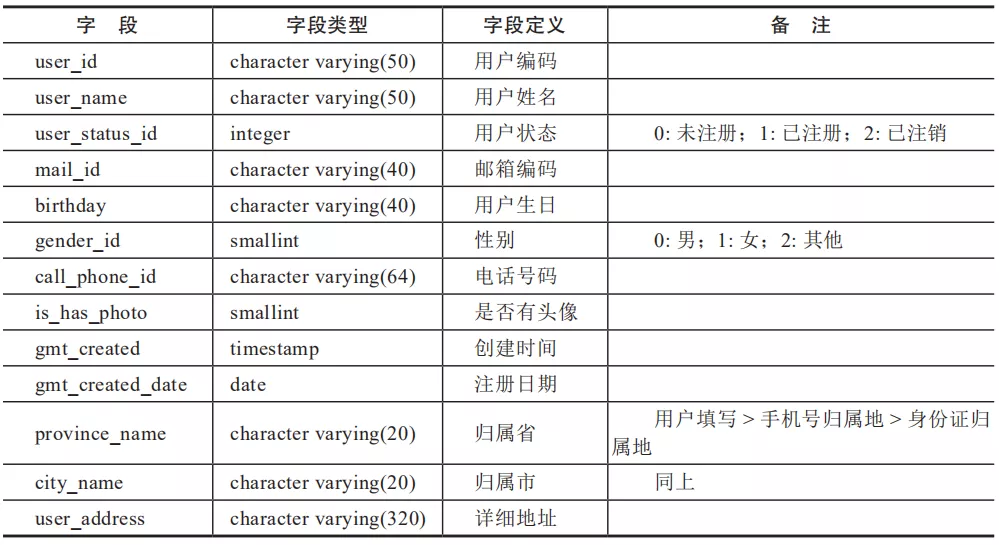 字 段 字段类型 字段定义 备 注
user_id character varying(50) 用户编码
user_name character varying(50) 用户姓名
user_status_id integer 用户状态 0: 未注册；1: 已注册；2: 已注销
mail_id character varying(40) 邮箱编码
birthday character varying(40) 用户生日
gender_id smallint 性别 0: 男；1: 女；2: 其他
call_phone_id character varying(64) 电话号码
is_has_photo smallint 是否有头像
gmt_created timestamp 创建时间
gmt_created_date date 注册日期
province_name character varying(20) 归属省 用户填写 > 手机号归属地 > 身份证归
属地
city_name character varying(20) 归属市 同上
user_address character varying(320) 详细地址